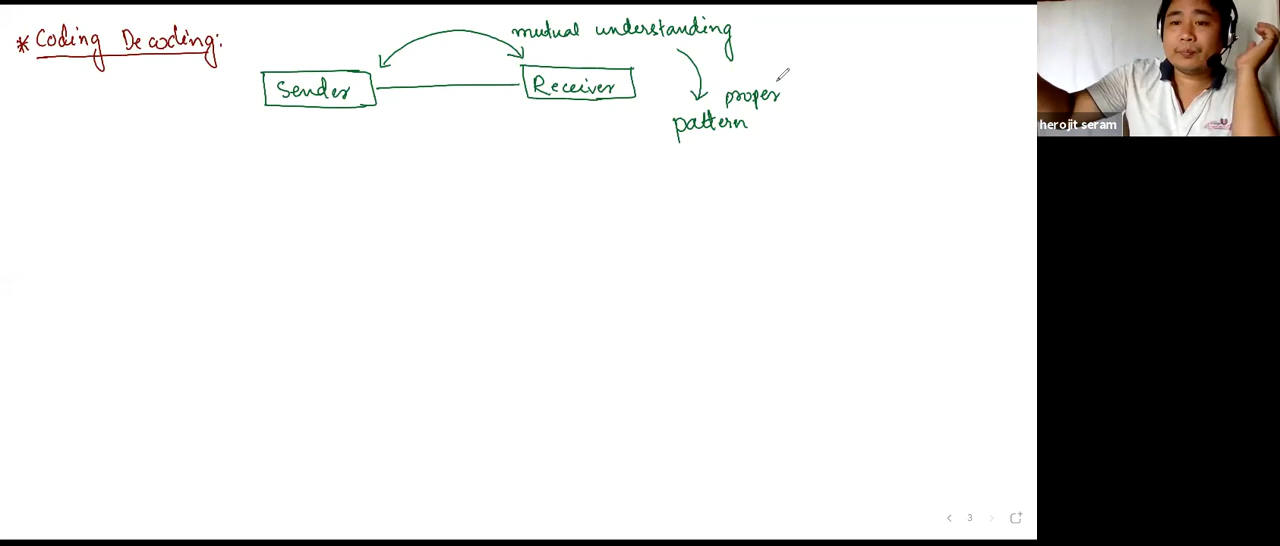 * Coding Decoding:
mutual understanding
Sender
Receiver
proper
pattern
herojit seram
3